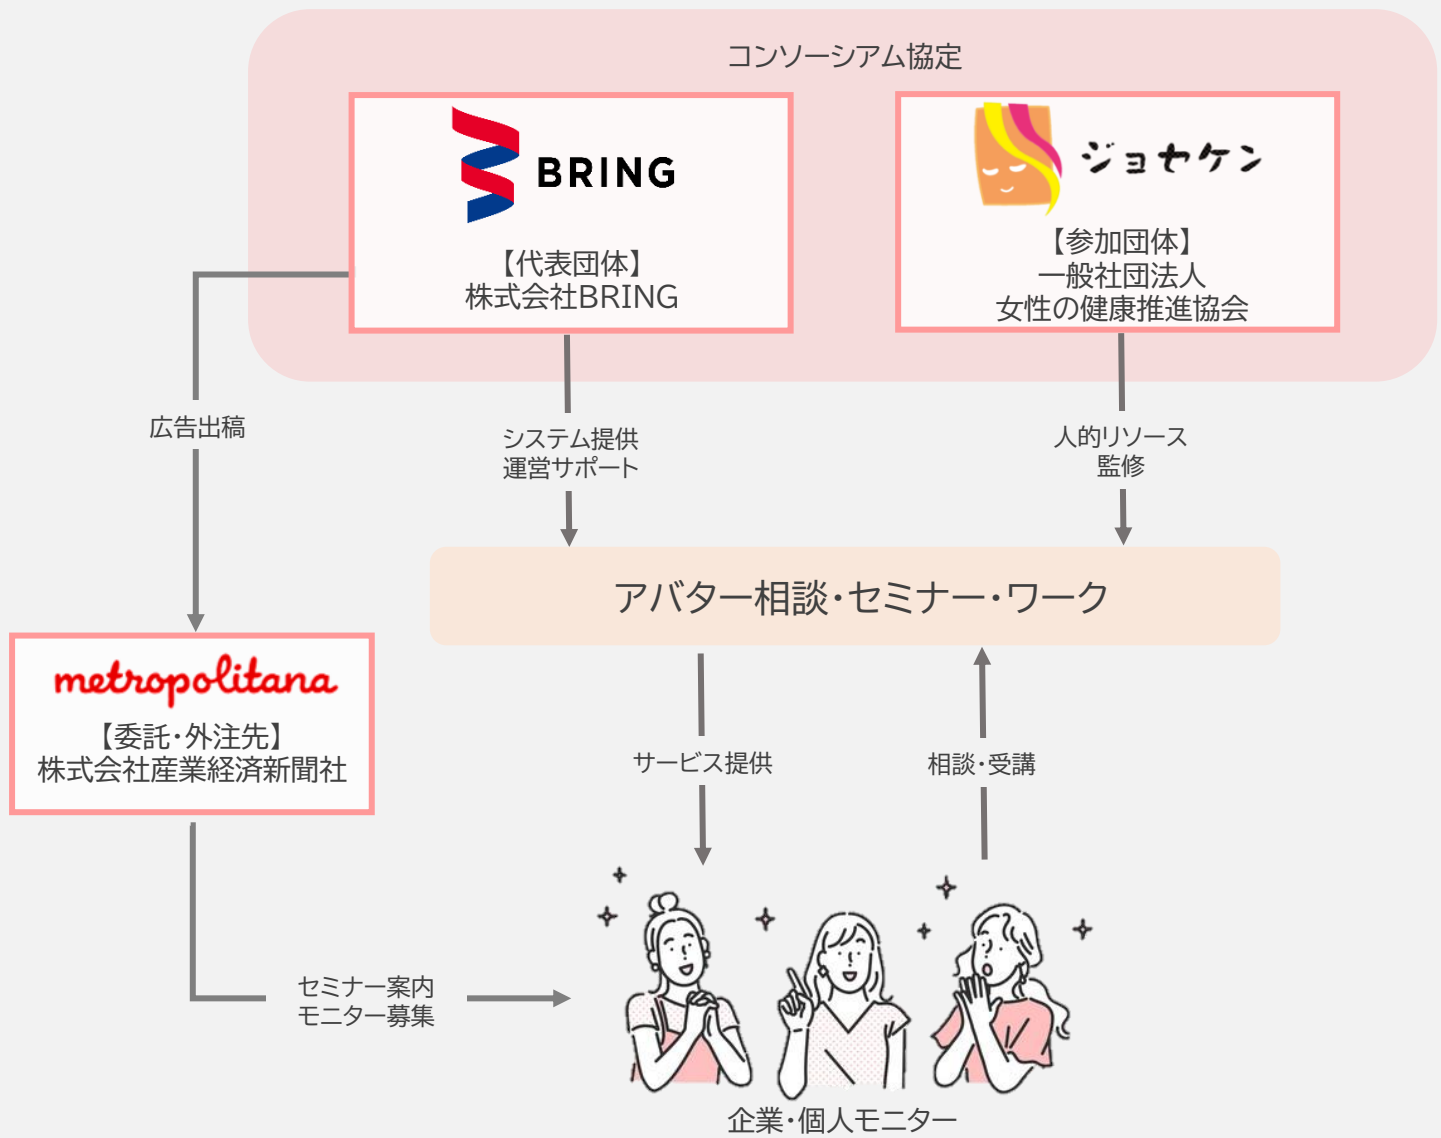 コンソーシアム協定
BRING
【代表団体】
株式会社BRING
ジョセケン
【参加団体】
一般社団法人
女性の健康推進協会
広告出稿
システム提供
運営サポート
人的リソース
監修
アバター相談・セミナー・ワーク
metropolitana
【委託・外注先】
株式会社産業経済新聞社
サービス提供
相談・受講
セミナー案内
モニター募集
企業・個人モニター